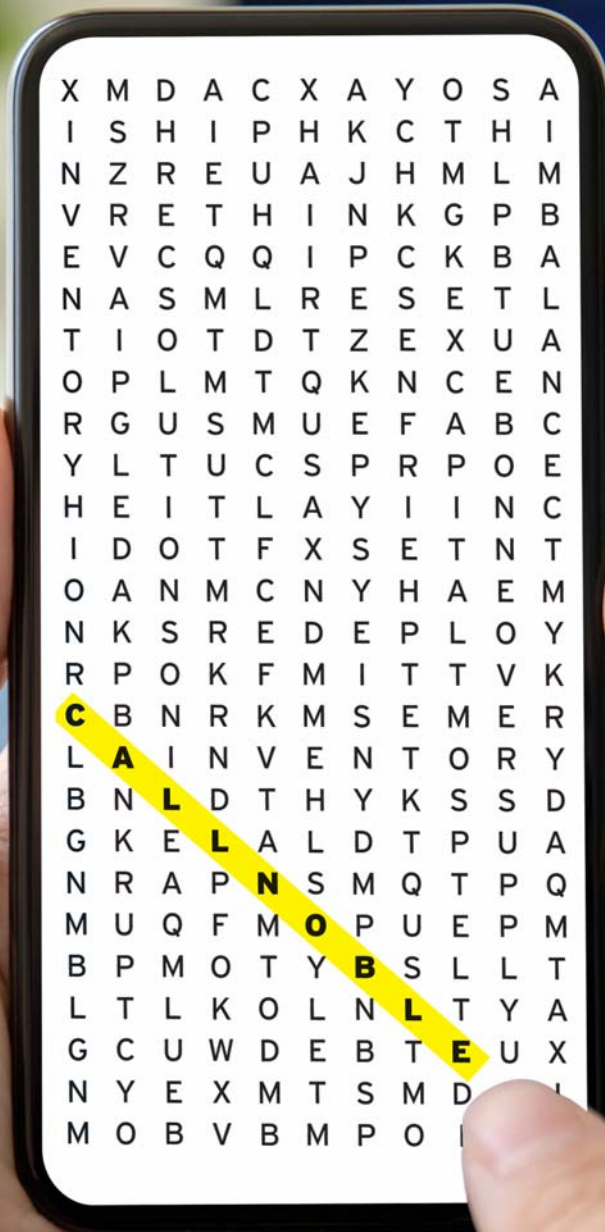 X M D A C X A Y O S A
I S H I P H K C T H I
N Z R E U A J H M L M
V R E T H I N K G P B
E V C Q Q I P C K B A
N A S M L R E S E T L
T I O T D T Z E X U A
O P L M T Q K N C E N
R G U S M U E F A B C
Y L T U C S P R P O E
H E I T L A Y I I N C
I D O T F X S E T N T
O A N M C N Y H A E M
N K S R E D E P L O Y
R P O K F M I T T V K
C B N R K M S E M E R
L A I N V E N T O R Y
B N L D T H Y K S S D
G K E L A L D T P U A
N R A P N S M Q T P Q
M U Q F M O P U E P M
B P M O T Y B S L L T
L T L K O L N L T Y A
G C U W D E B T E U X
N Y E X M T S M D
M O B V B M P O